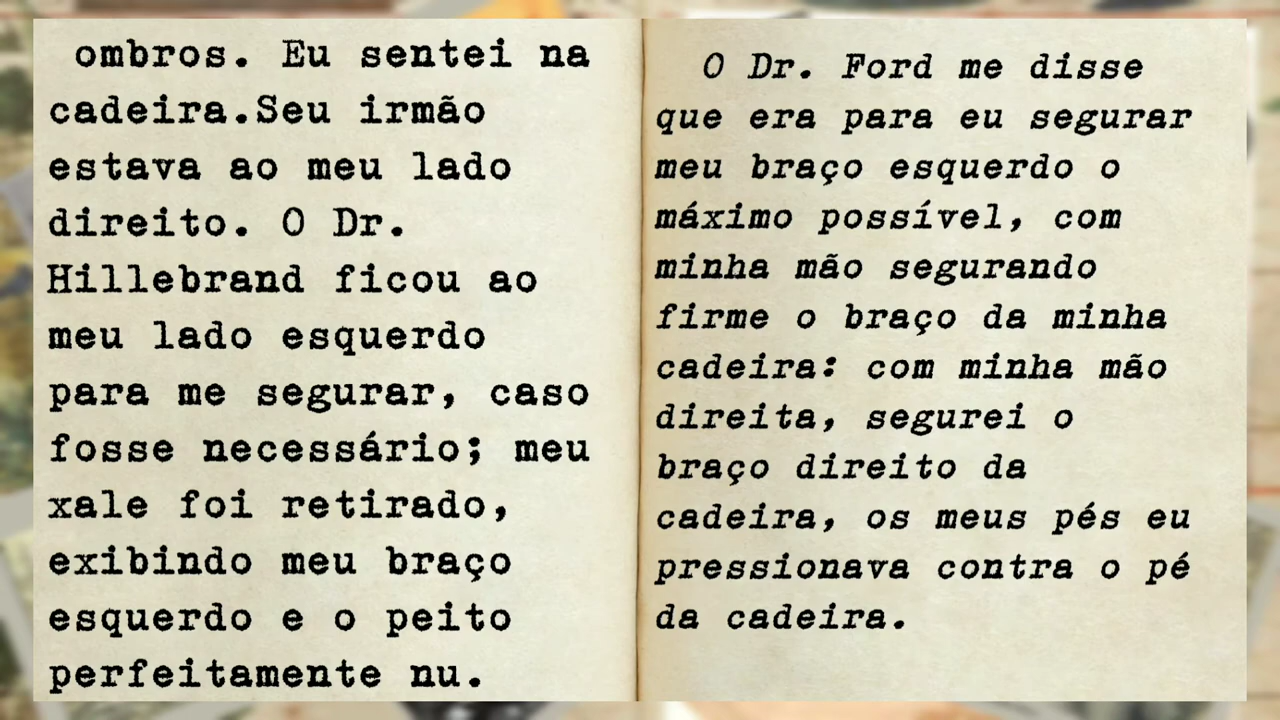 ombros. Eu sentei na
cadeira.Seu irmão
estava ao meu lado
direito. O Dr.
Hillebrand ficou ao
meu lado esquerdo
para me segurar, caso
fosse necessário; meu
xale foi retirado,
exibindo meu braço
esquerdo e o peito
perfeitamente nu.
O Dr. Ford me disse
que era para eu segurar
meu braço esquerdo o
máximo possível, com
minha mão segurando
firme o braço da minha
cadeira: com minha mão
direita, segurei o
braço direito da
cadeira, os meus pés eu
pressionava contra o pé
da cadeira.